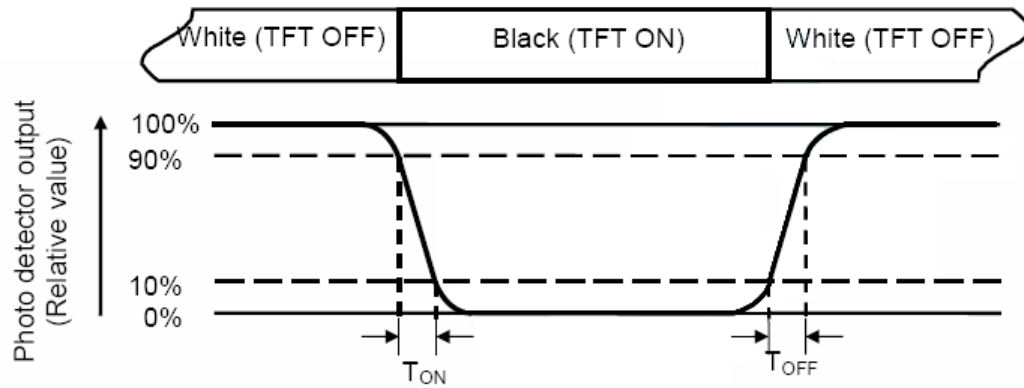 White (TFT OFF)
Black (TFT ON)
White (TFT OFF)
Photo detector output
(Relative value)
100%
90%
10%
0%
TON
TOFF